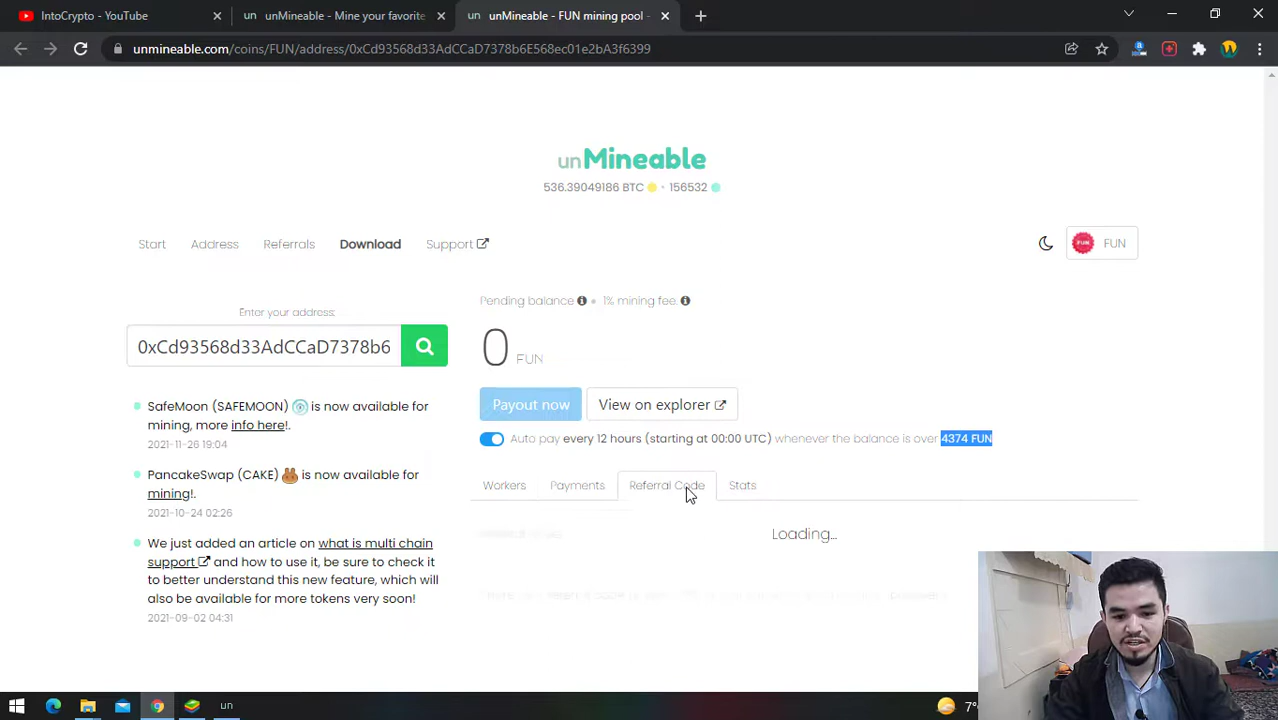 IntoCrypto - YouTube
un unMineable - Mine your favorite
un unMineable - FUN mining pool -
unmineable.com/coins/FUN/address/0xCd93568d33AdCCaD7378b6E568ec01e2bA3f6399
unMineable
536.39049186 BTC • 156532
Start Address Referrals Download Support
FUN FUN
Enter your address:
0xCd93568d33AdCCaD7378b6
SafeMoon (SAFEMOON) is now available for
mining, more info here!.
2021-11-26 19:04
PancakeSwap (CAKE) is now available for
mining!.
2021-10-24 02:26
We just added an article on what is multi chain
support and how to use it, be sure to check it
to better understand this new feature, which will
also be available for more tokens very soon!
2021-09-02 04:31
Pending balance • 1% mining fee.
0 FUN
Payout now View on explorer
Auto pay every 12 hours (starting at 00:00 UTC) whenever the balance is over 4374 FUN
Workers Payments Referral Code Stats
Loading...
un
7°